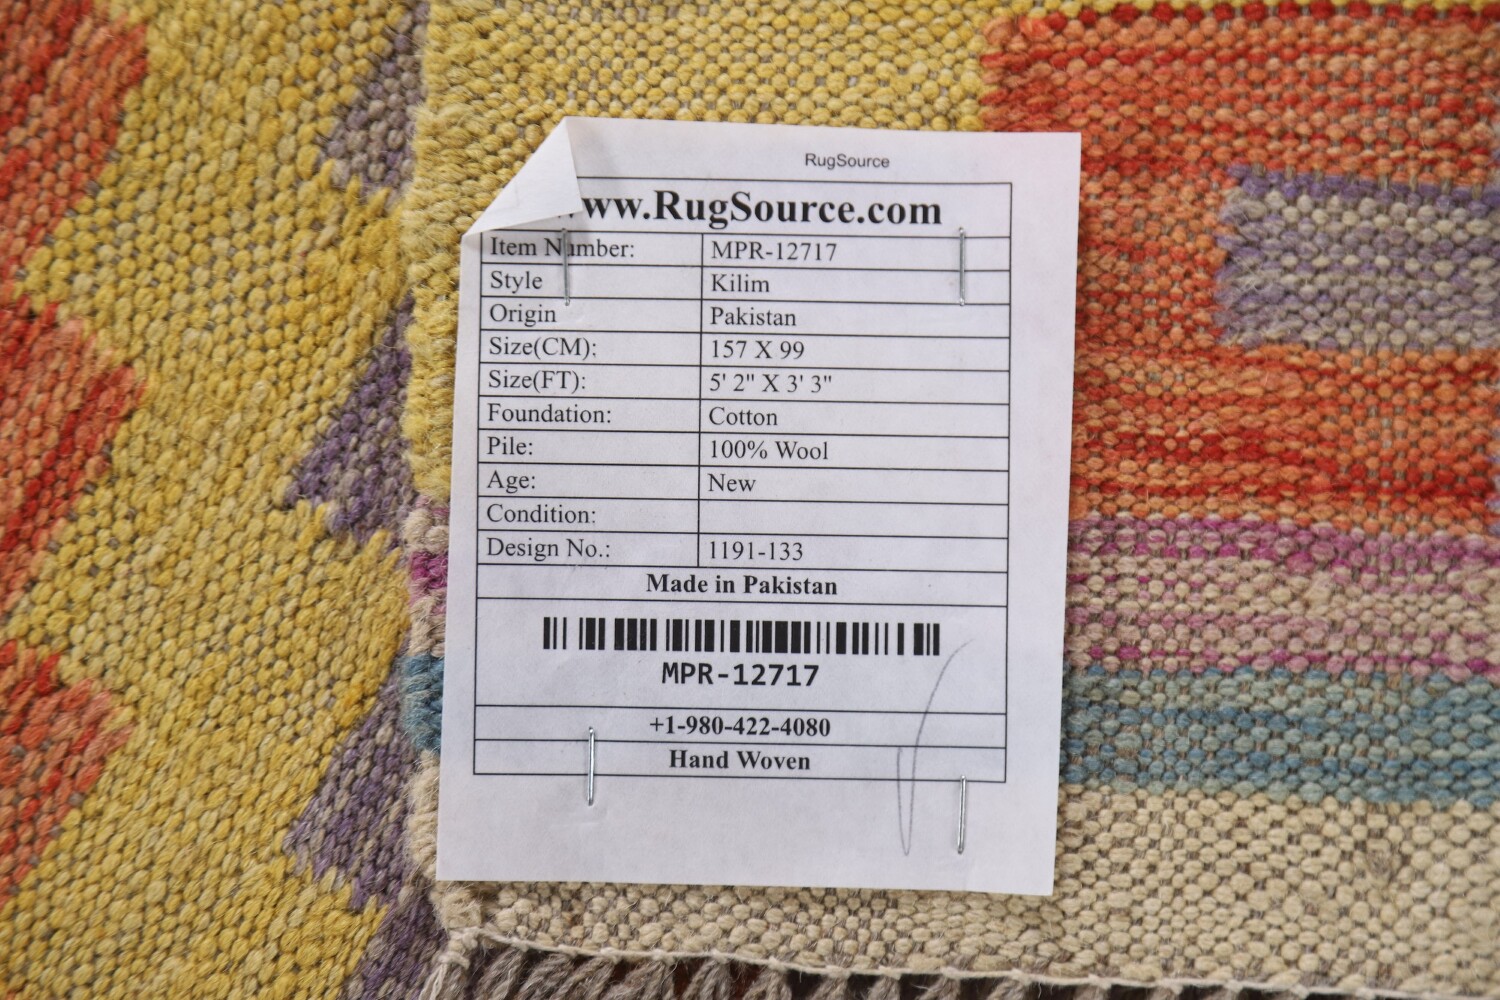 RugSource
www.RugSource.com
Item Number: MPR-12717
Style Kilim
Origin Pakistan
Size(CM): 157 X 99
Size(FT): 5' 2" X 3' 3"
Foundation: Cotton
Pile: 100% Wool
Age: New
Condition:
Design No.: 1191-133
Made in Pakistan
MPR-12717
+1-980-422-4080
Hand Woven